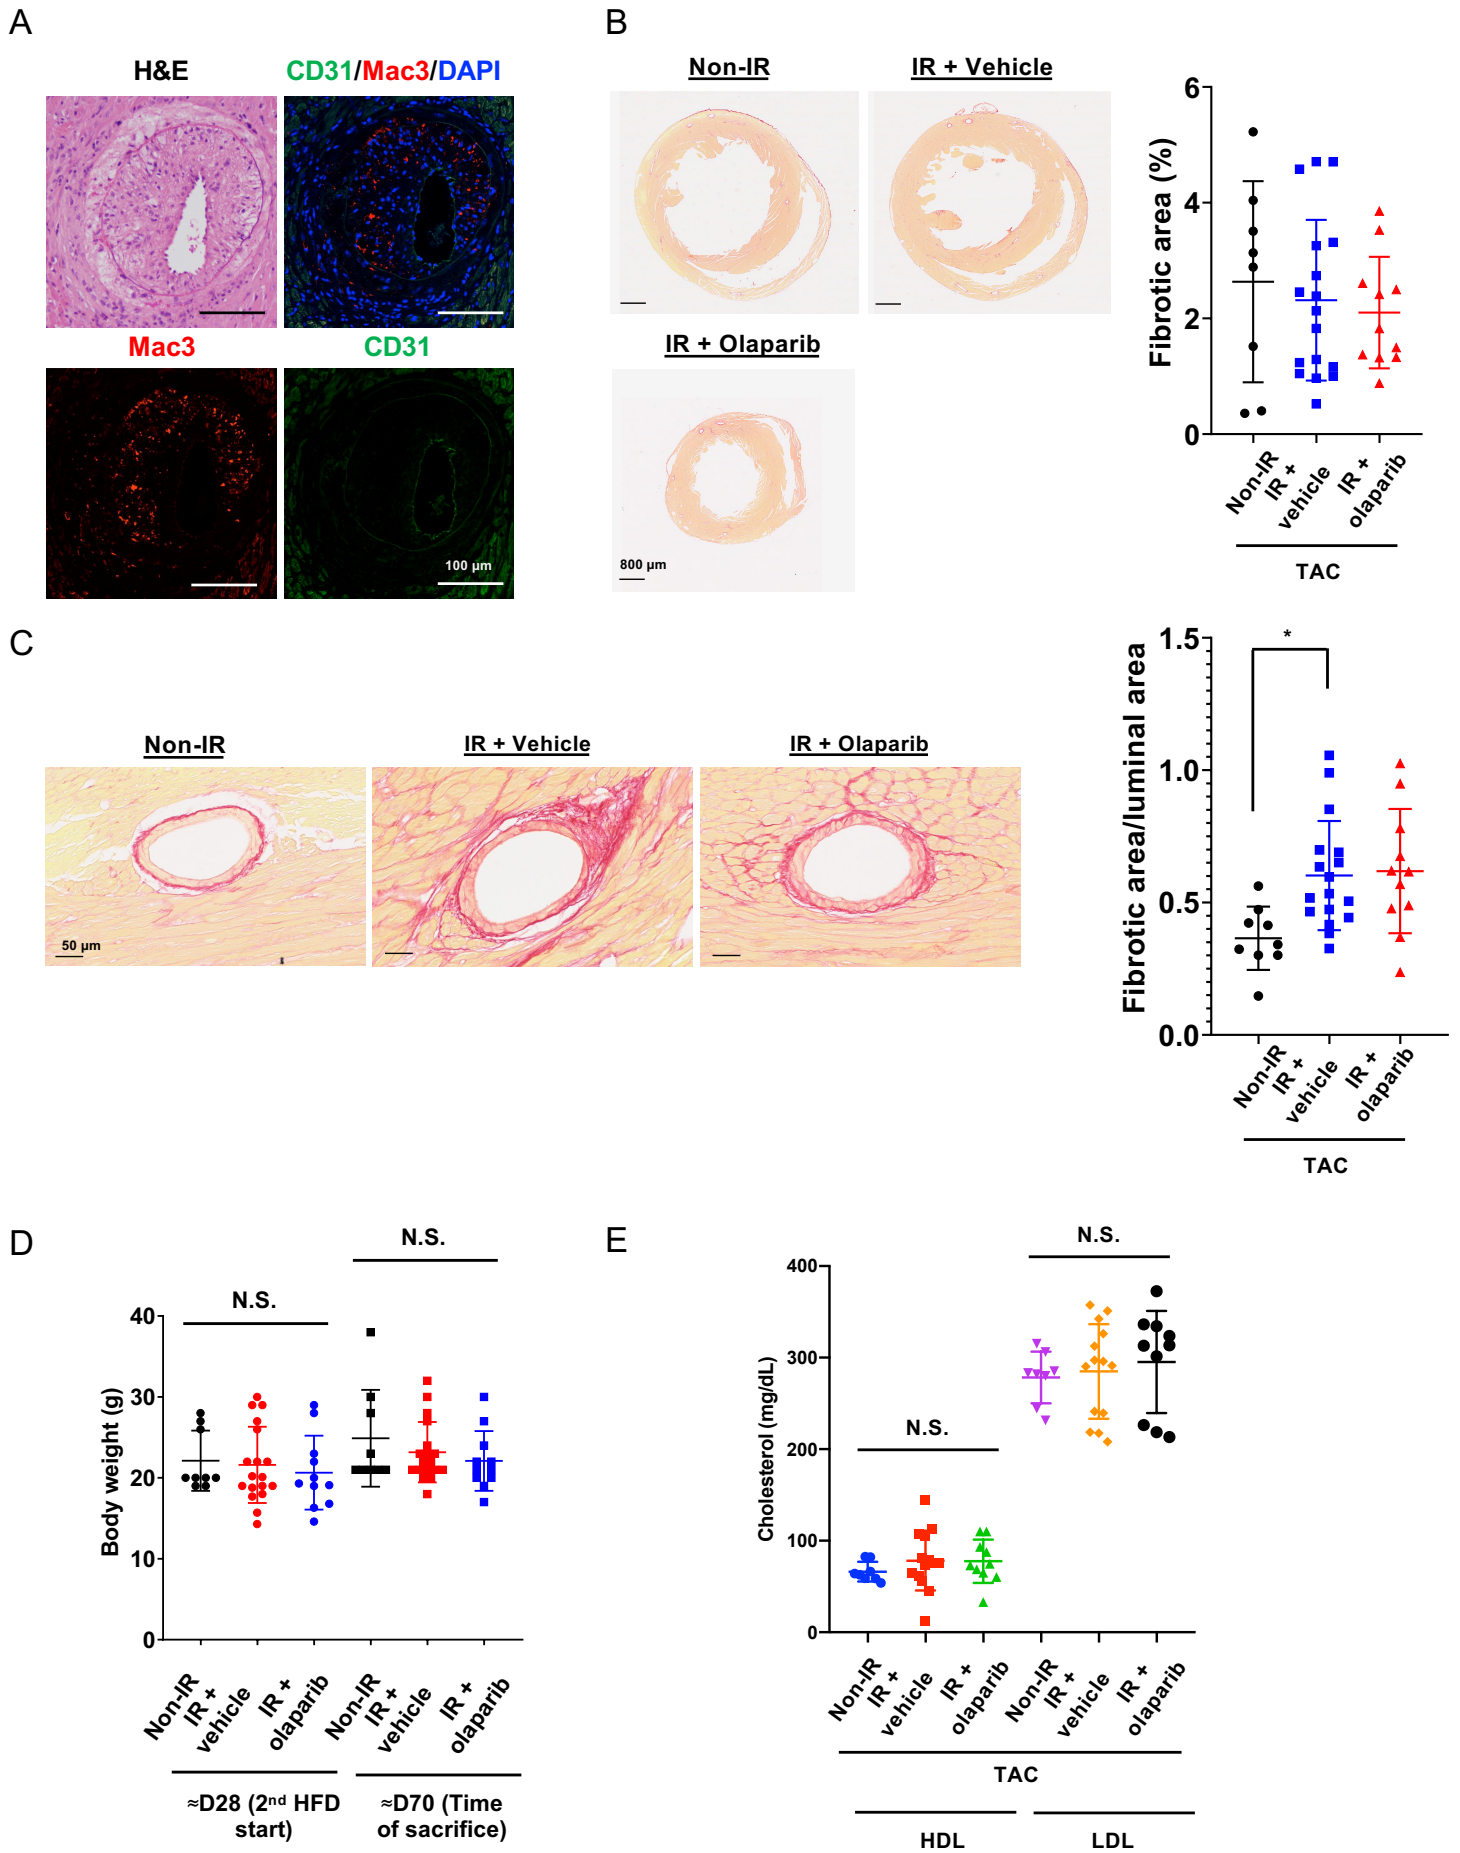 A
H&E
CD31/Mac3/DAPI
Mac3
CD31
100 µm
B
Non-IR
IR + Vehicle
IR + Olaparib
800 µm
Fibrotic area (%)
6
4
2
0
Non-IR
IR +
vehicle
IR +
olaparib
TAC
C
Non-IR
IR + Vehicle
IR + Olaparib
50 µm
Fibrotic area/luminal area
1.5
1.0
0.5
0.0
*
Non-IR
IR +
vehicle
IR +
olaparib
TAC
D
N.S.
N.S.
Body weight (g)
40
30
20
10
0
Non-IR
IR +
vehicle
IR +
olaparib
Non-IR
IR +
vehicle
IR +
olaparib
≈D28 (2nd HFD
start)
≈D70 (Time
of sacrifice)
E
N.S.
N.S.
Cholesterol (mg/dL)
400
300
200
100
0
Non-IR
IR +
vehicle
IR +
olaparib
Non-IR
IR +
vehicle
IR +
olaparib
TAC
HDL
LDL